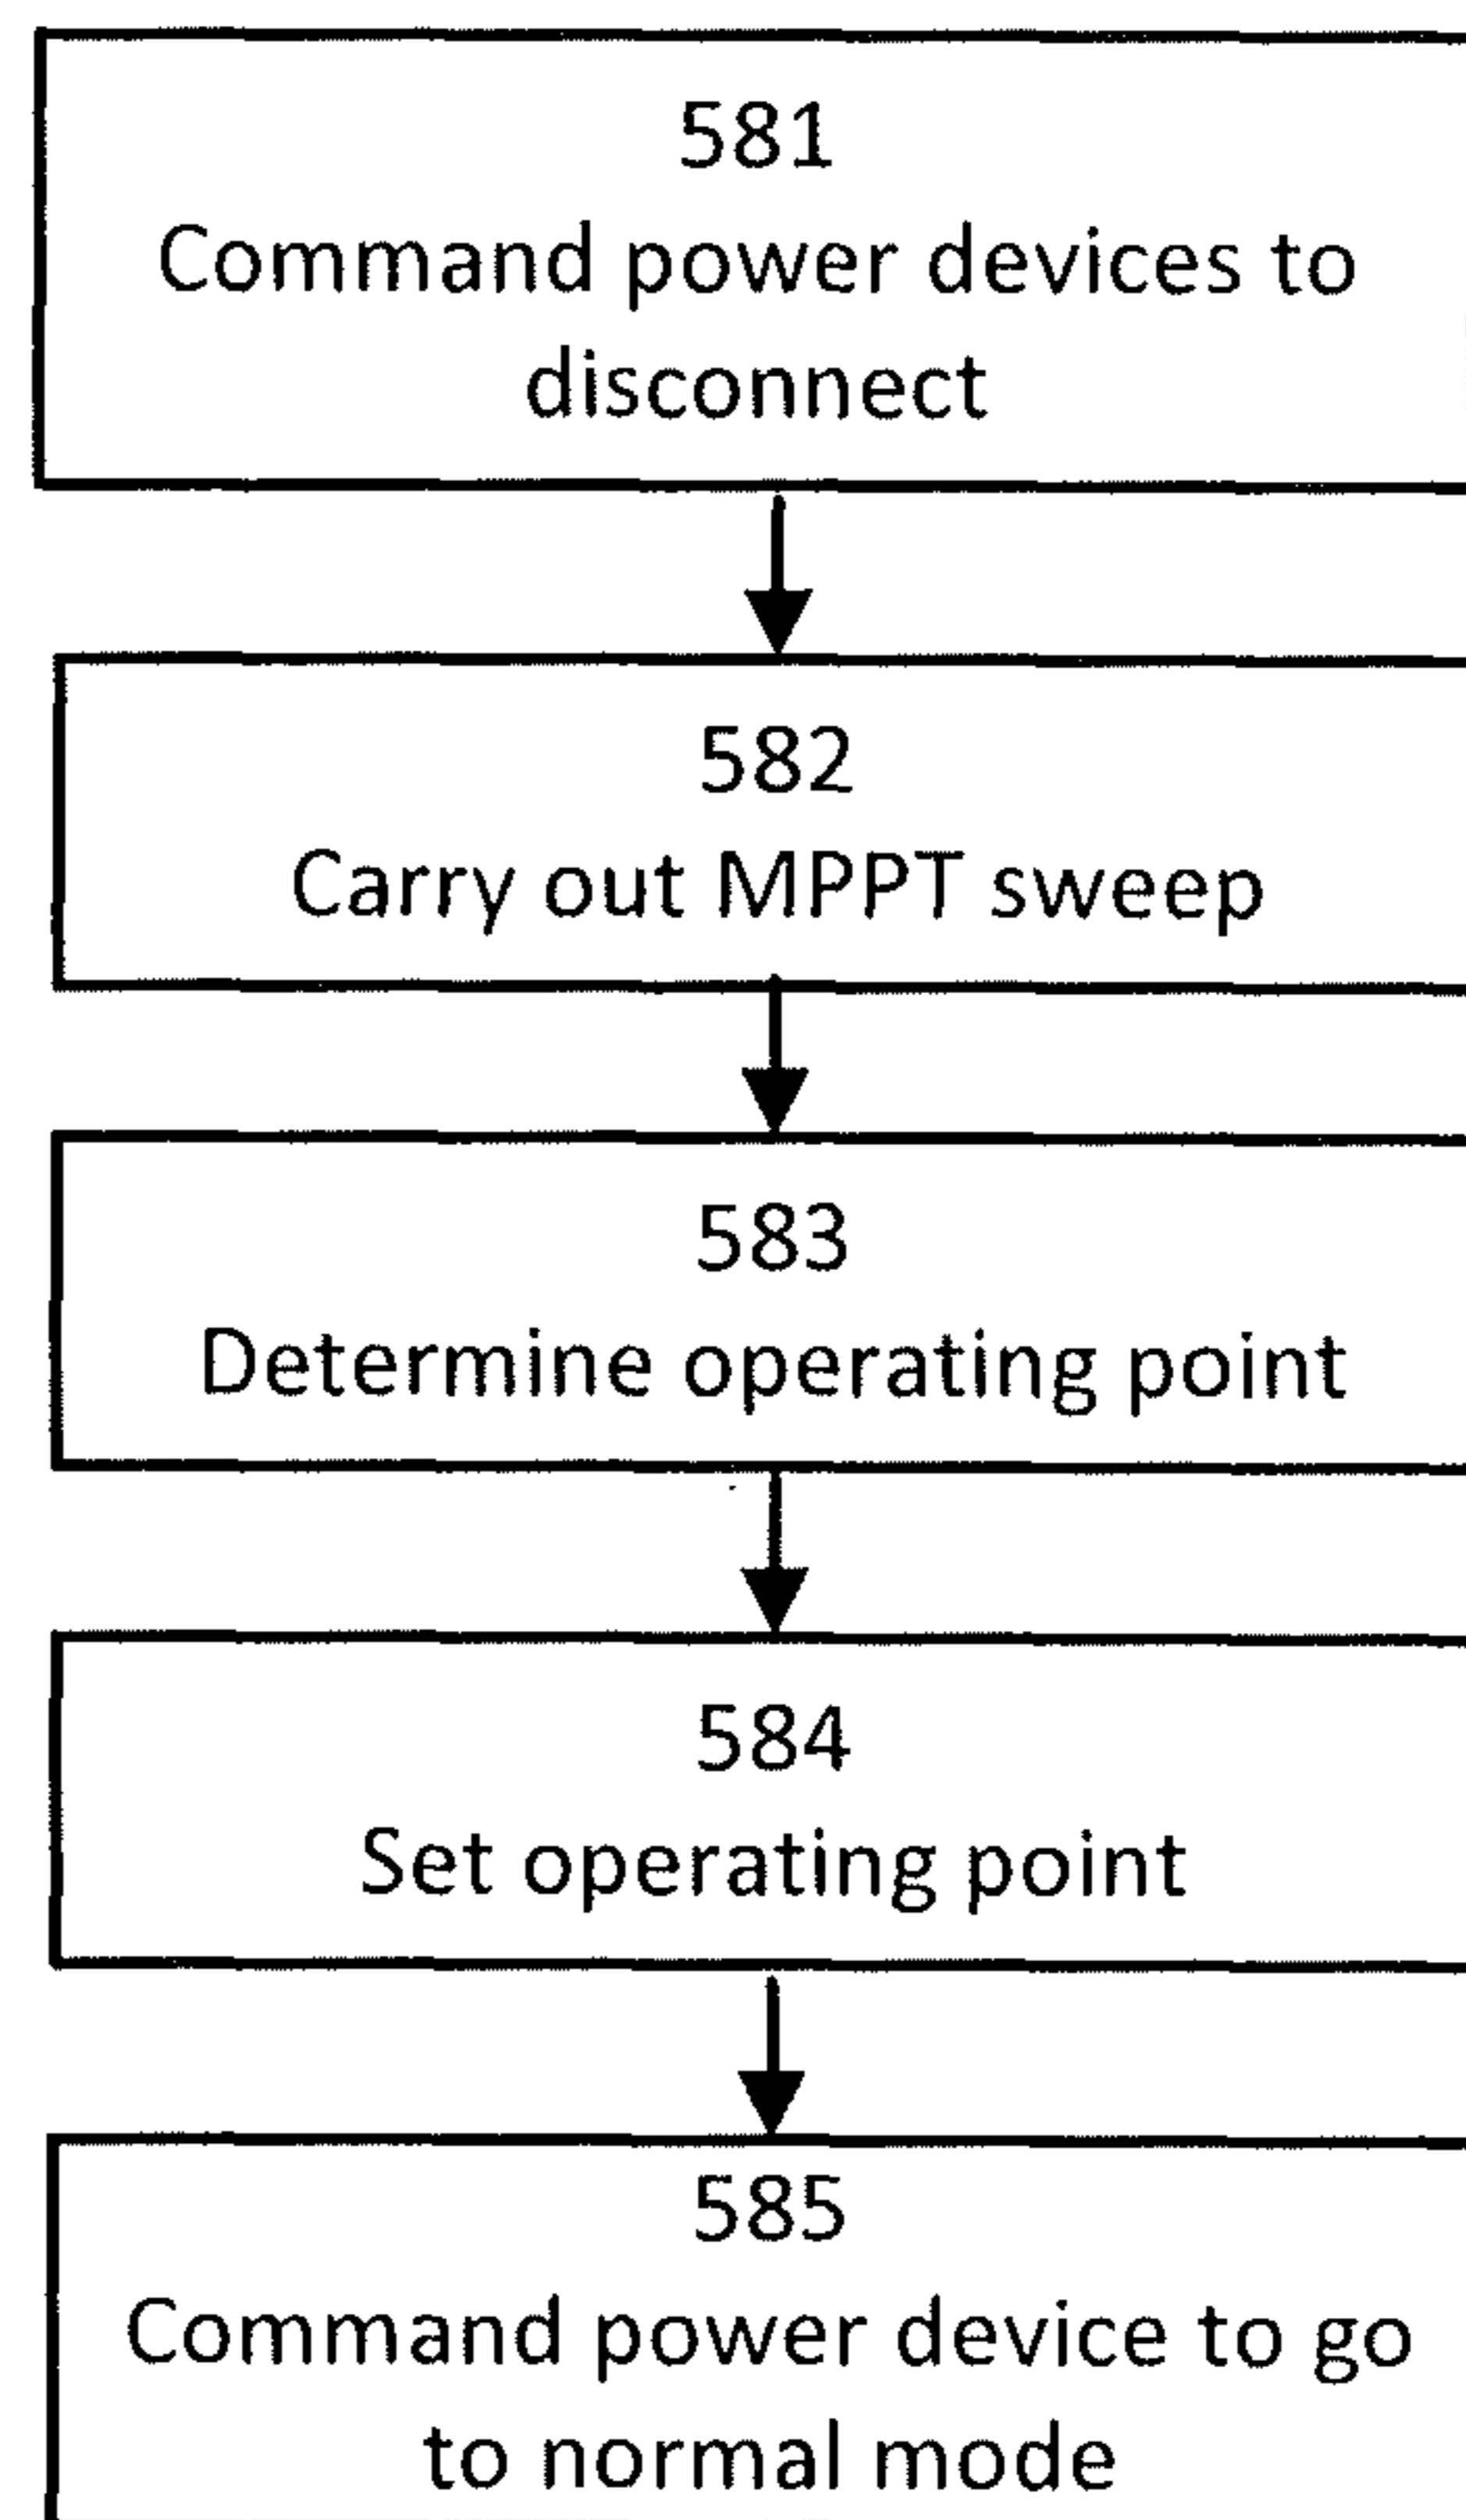 581
Command power devices to
disconnect
582
Carry out MPPT sweep
583
Determine operating point
584
Set operating point
585
Command power device to go
to normal mode